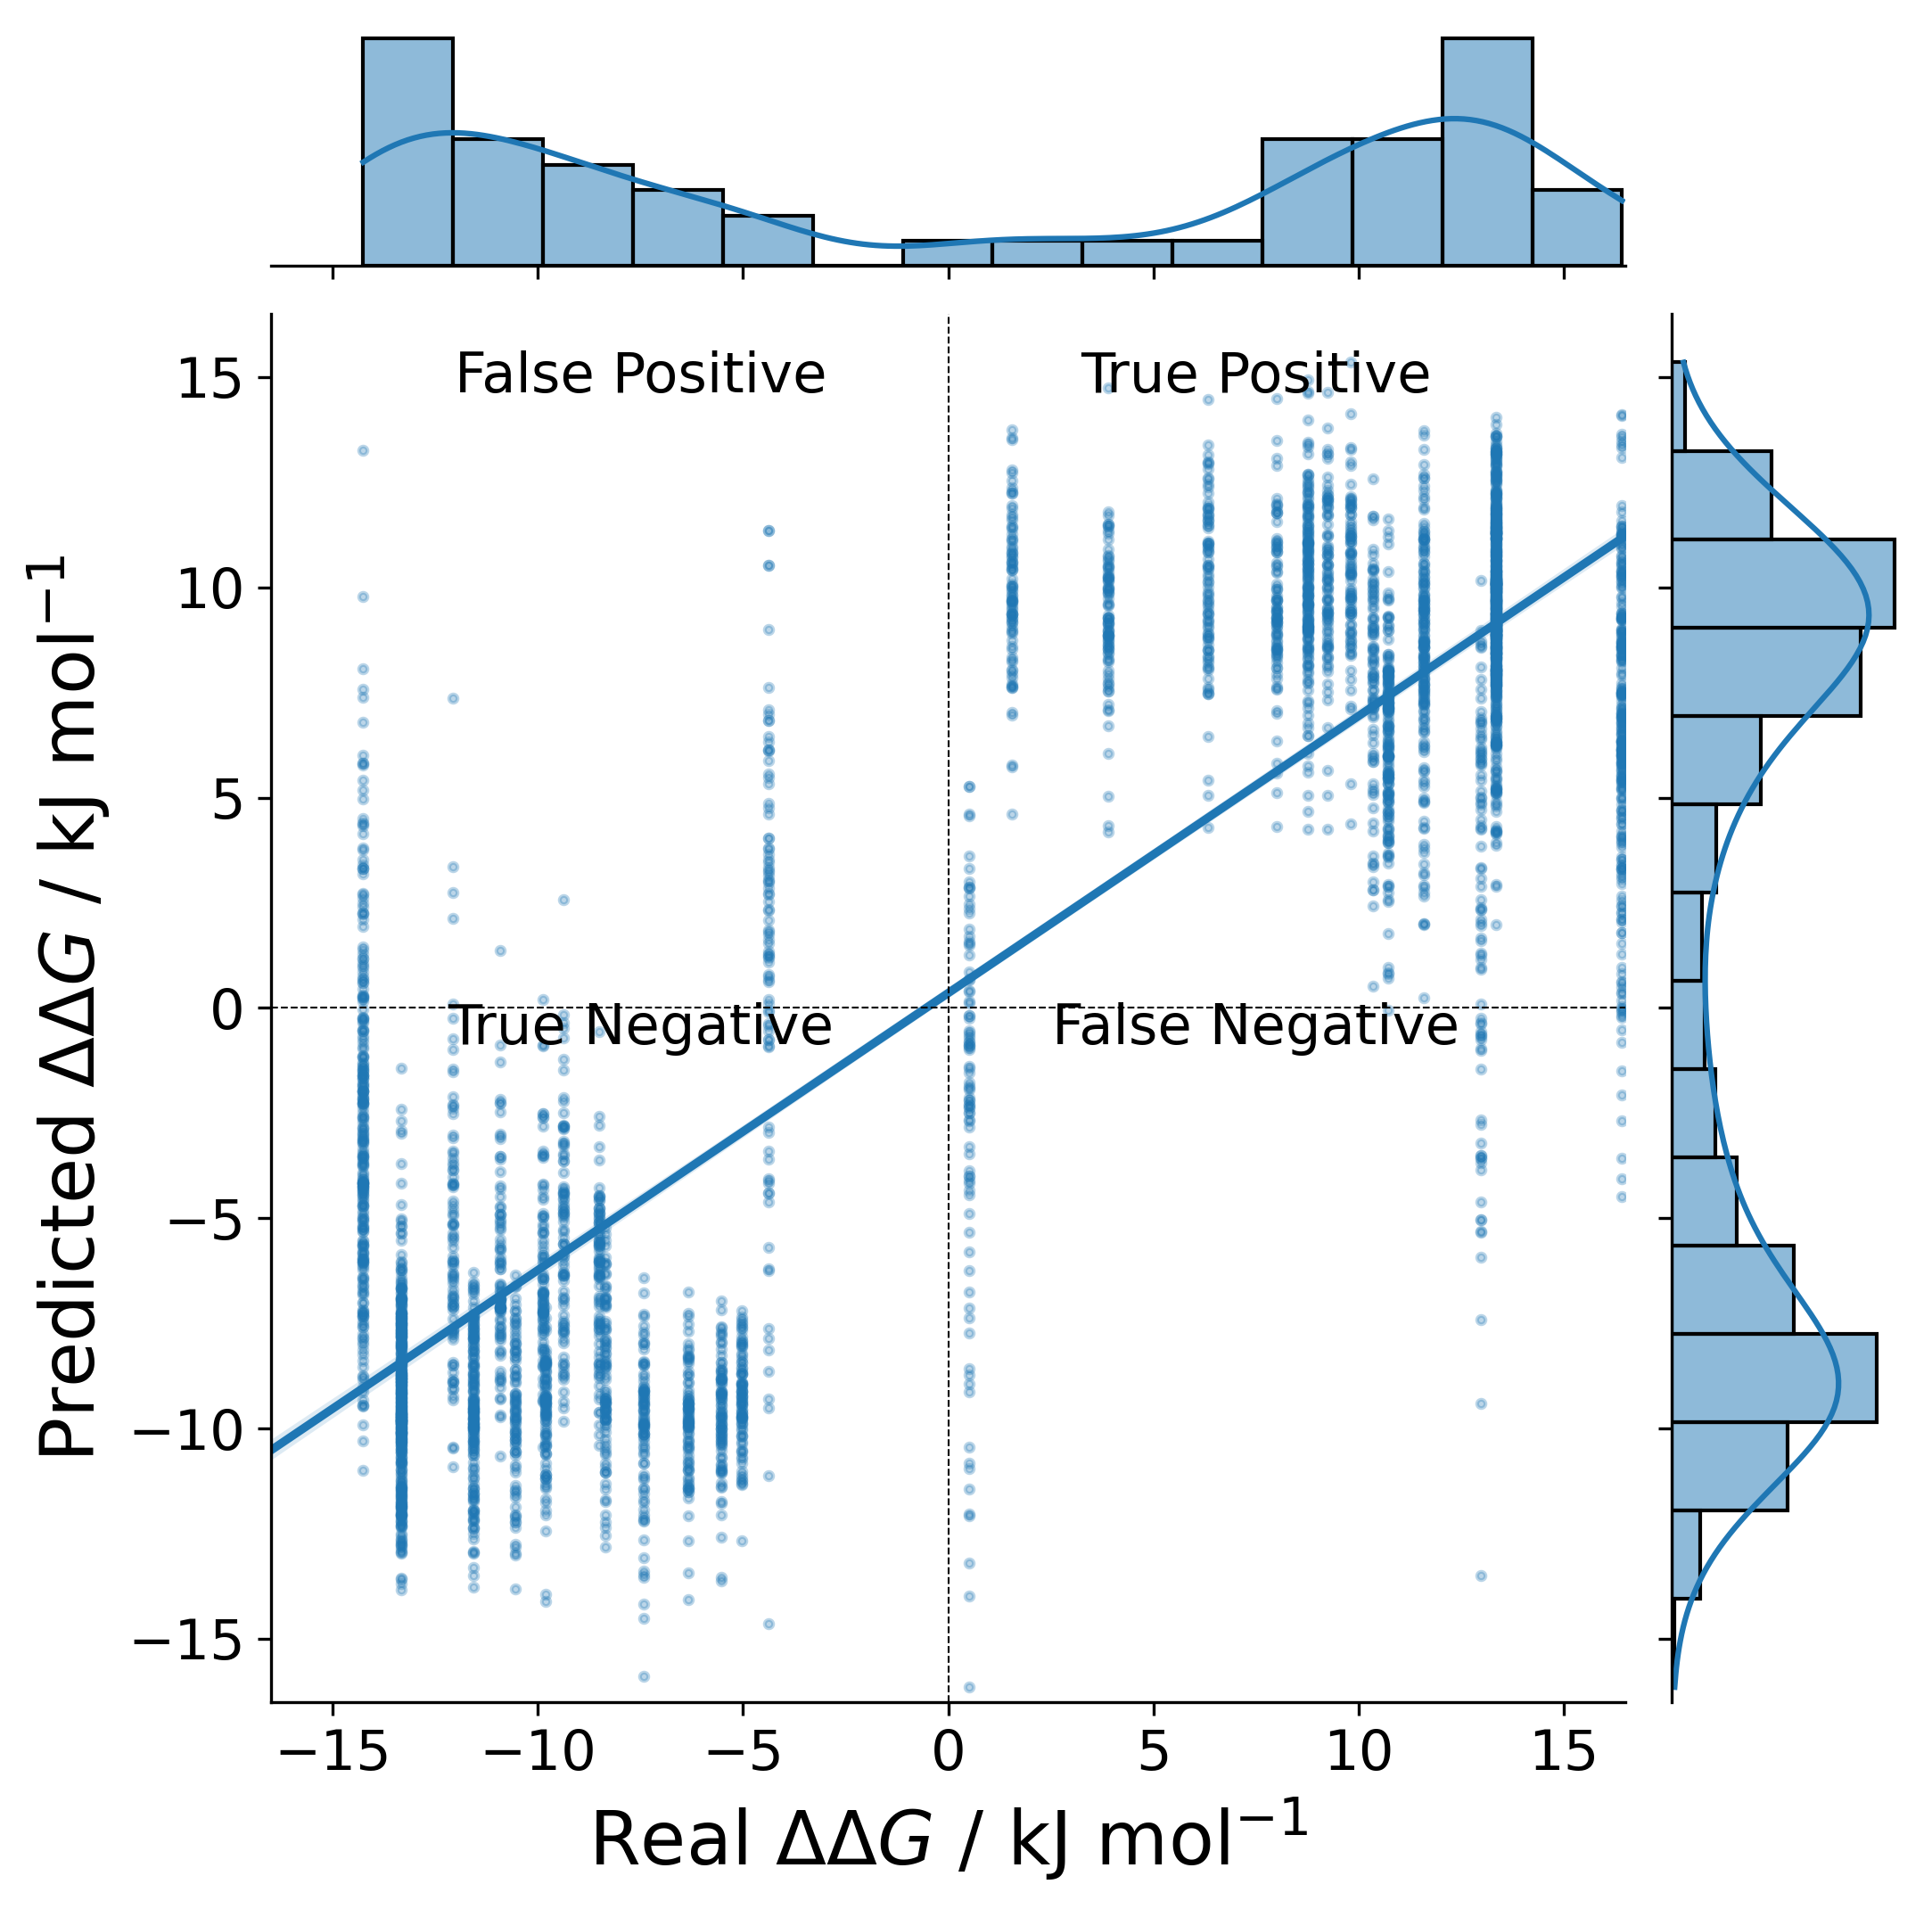 False Positive
True Positive
True Negative
False Negative
15
10
5
0
−5
−10
−15
Predicted ΔΔG / kJ mol⁻¹
−15
−10
−5
0
5
10
15
Real ΔΔG / kJ mol⁻¹